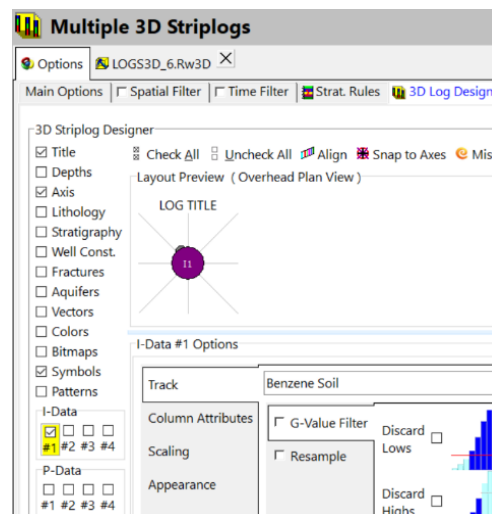 Multiple 3D Striplogs
Options LOGS3D_6.Rw3D
Main Options Spatial Filter Time Filter Strat. Rules 3D Log Design
3D Striplog Designer
Title
Depths
Axis
Lithology
Stratigraphy
Well Const.
Fractures
Aquifers
Vectors
Colors
Bitmaps
Symbols
Patterns
I-Data
#1 #2 #3 #4
P-Data
#1 #2 #3 #4
Check All Uncheck All Align Snap to Axes Mis
Layout Preview ( Overhead Plan View )
LOG TITLE
I1
I-Data #1 Options
Track
Column Attributes
Scaling
Appearance
Benzene Soil
G-Value Filter
Resample
Discard
Lows
Discard
Highs